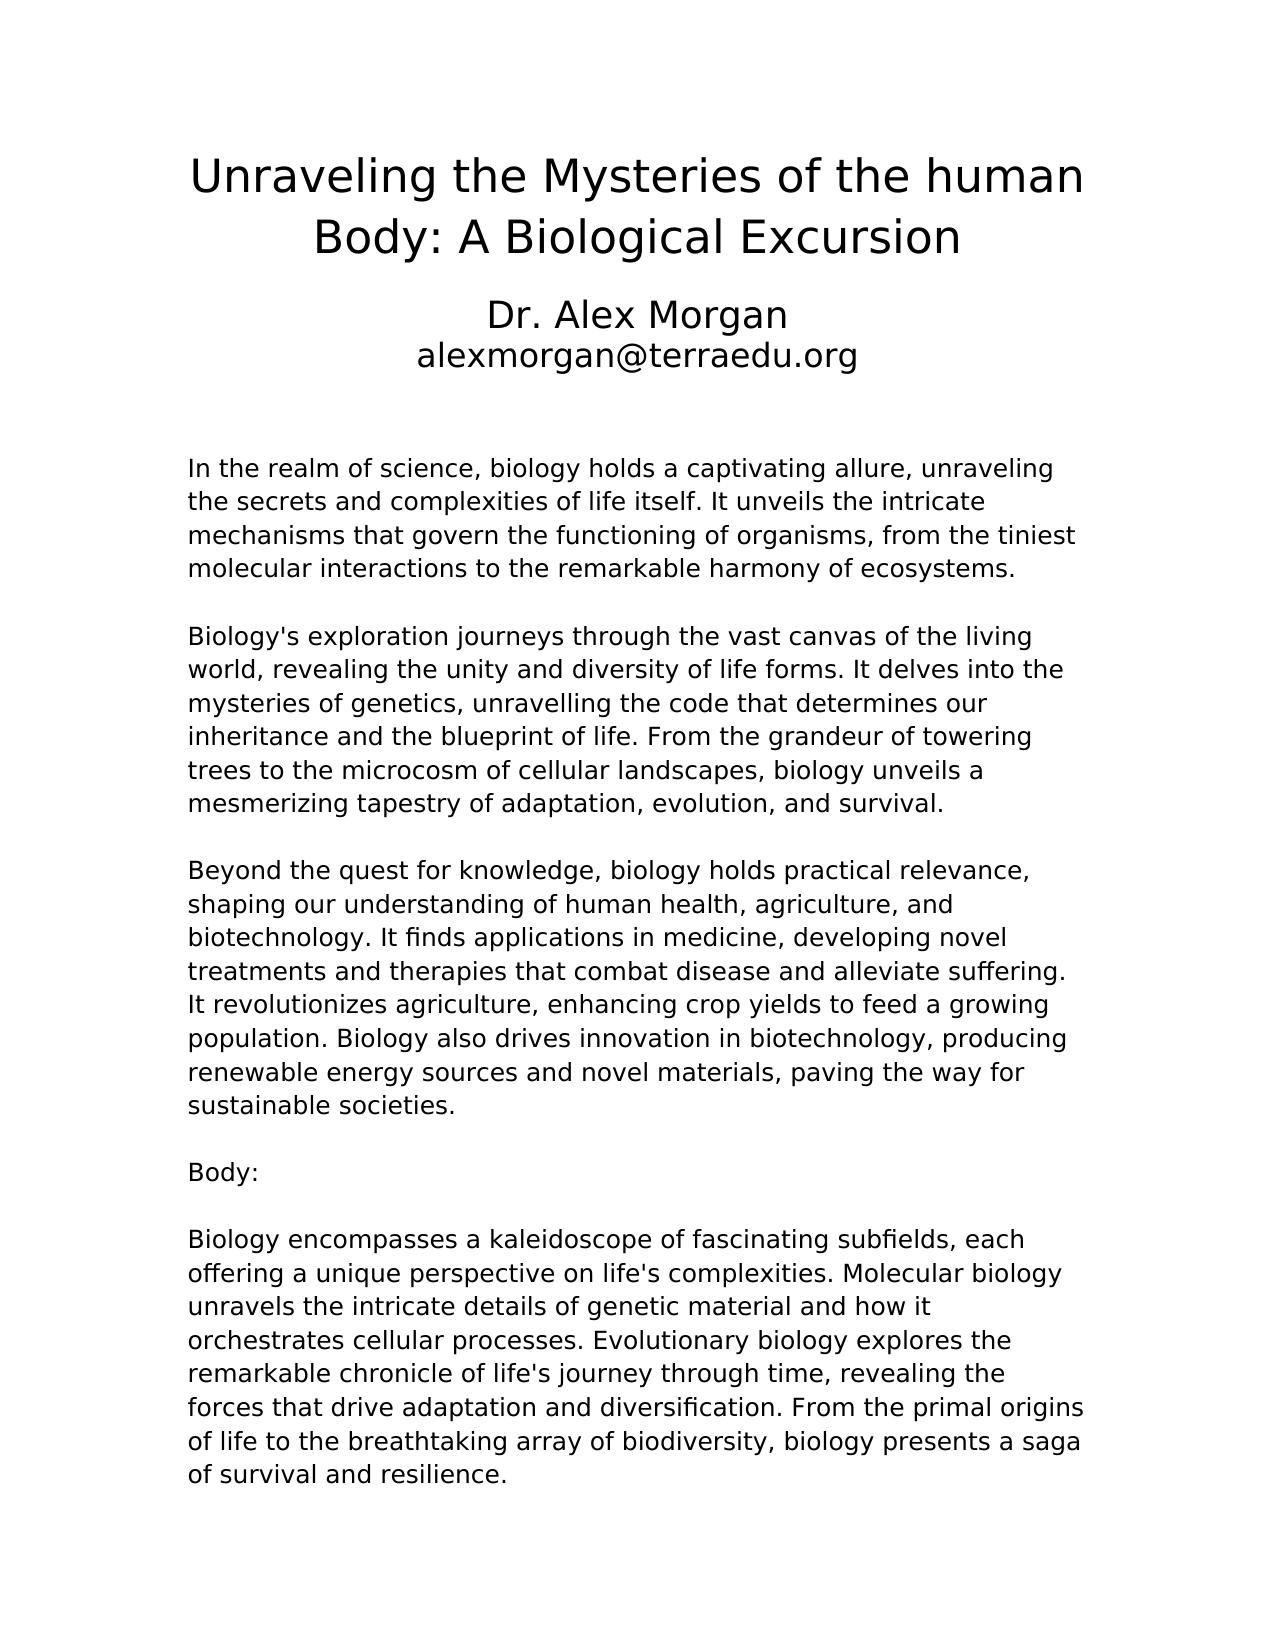 Unraveling the Mysteries of the human
Body: A Biological Excursion
Dr. Alex Morgan
alexmorgan@terraedu.org
In the realm of science, biology holds a captivating allure, unraveling
the secrets and complexities of life itself. It unveils the intricate
mechanisms that govern the functioning of organisms, from the tiniest
molecular interactions to the remarkable harmony of ecosystems.
Biology's exploration journeys through the vast canvas of the living
world, revealing the unity and diversity of life forms. It delves into the
mysteries of genetics, unravelling the code that determines our
inheritance and the blueprint of life. From the grandeur of towering
trees to the microcosm of cellular landscapes, biology unveils a
mesmerizing tapestry of adaptation, evolution, and survival.
Beyond the quest for knowledge, biology holds practical relevance,
shaping our understanding of human health, agriculture, and
biotechnology. It finds applications in medicine, developing novel
treatments and therapies that combat disease and alleviate suffering.
It revolutionizes agriculture, enhancing crop yields to feed a growing
population. Biology also drives innovation in biotechnology, producing
renewable energy sources and novel materials, paving the way for
sustainable societies.
Body:
Biology encompasses a kaleidoscope of fascinating subfields, each
offering a unique perspective on life's complexities. Molecular biology
unravels the intricate details of genetic material and how it
orchestrates cellular processes. Evolutionary biology explores the
remarkable chronicle of life's journey through time, revealing the
forces that drive adaptation and diversification. From the primal origins
of life to the breathtaking array of biodiversity, biology presents a saga
of survival and resilience.